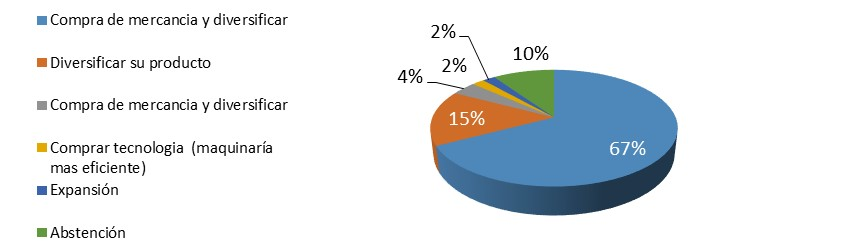 Compra de mercancia y diversificar
Diversificar su producto
Compra de mercancia y diversificar
Comprar tecnologia (maquinaría
mas eficiente)
Expansión
Abstención
2%
10%
2%
4%
15%
67%